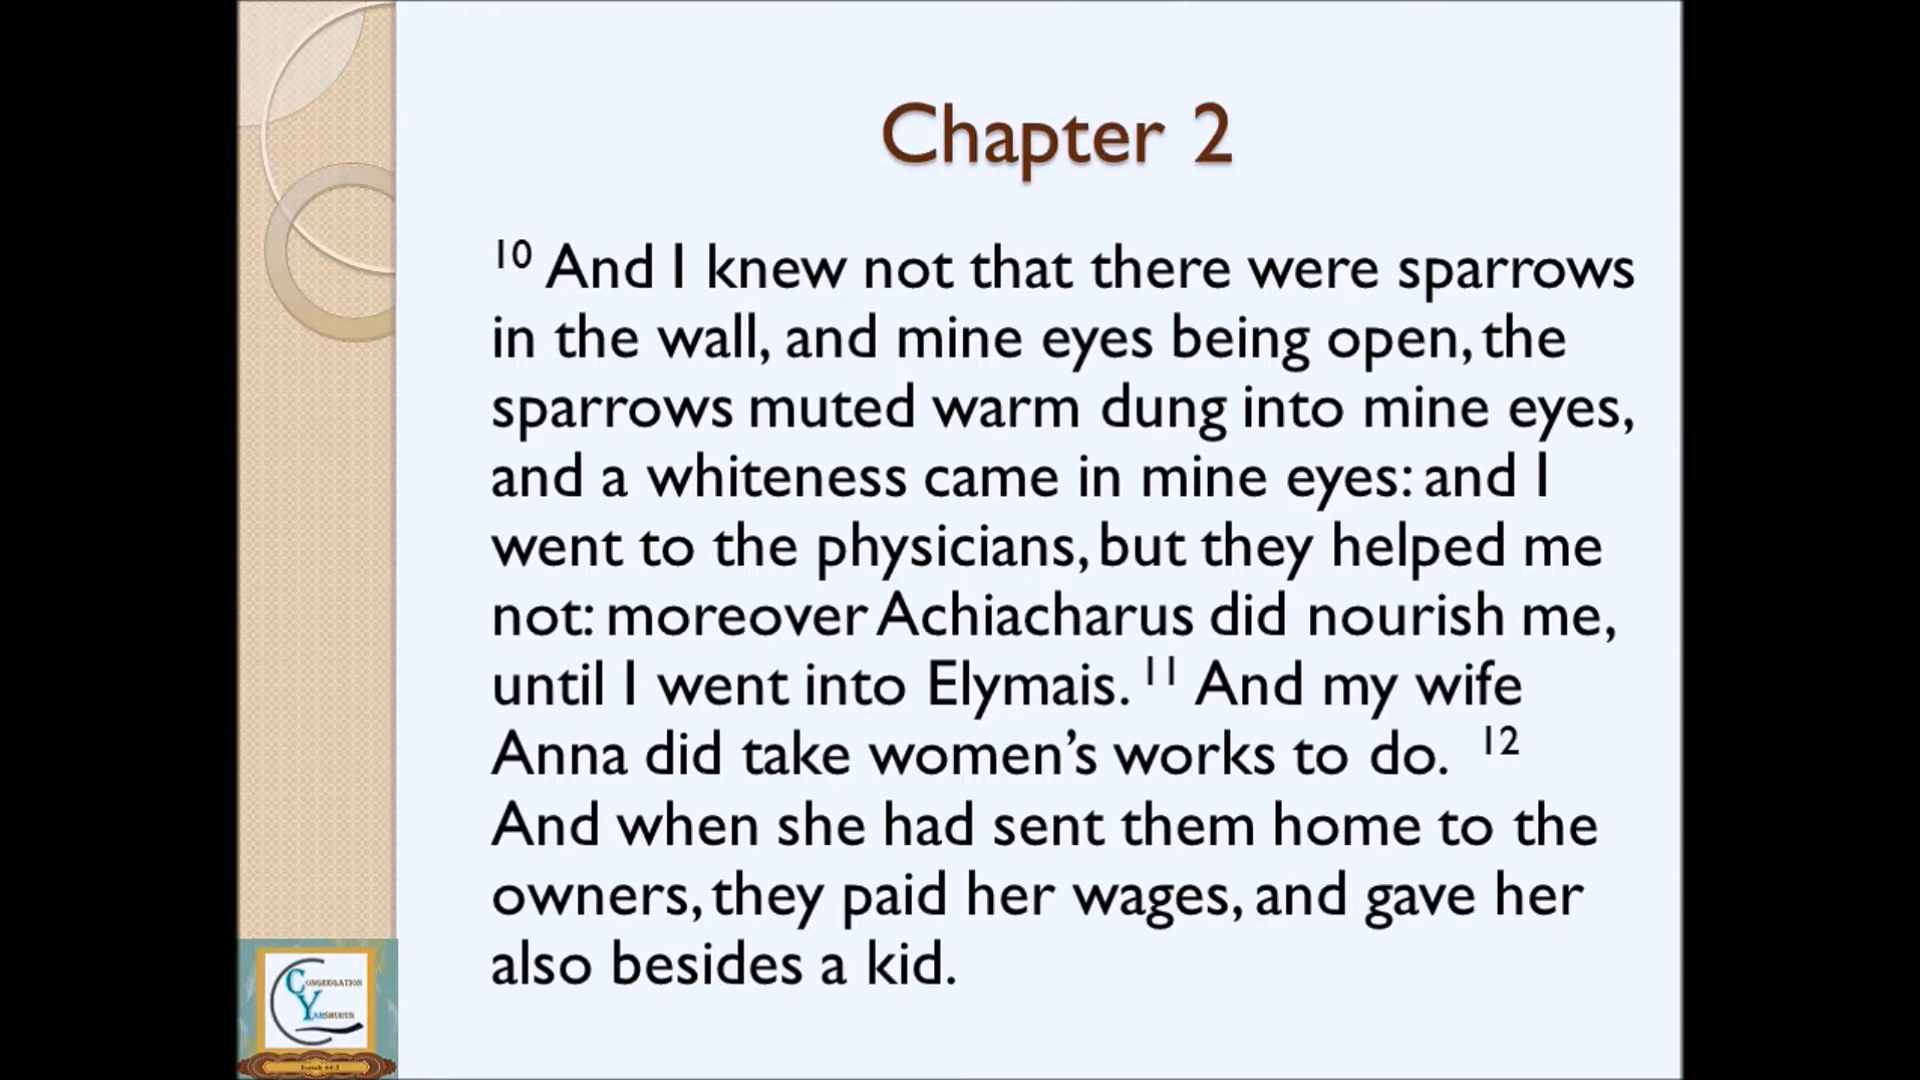 Chapter 2
10 And I knew not that there were sparrows
in the wall, and mine eyes being open, the
sparrows muted warm dung into mine eyes,
and a whiteness came in mine eyes: and I
went to the physicians, but they helped me
not: moreover Achiacharus did nourish me,
until I went into Elymais. 11 And my wife
Anna did take women’s works to do. 12
And when she had sent them home to the
owners, they paid her wages, and gave her
also besides a kid.
CONGREGATION
YAHSHURUN
Isaiah 44:2